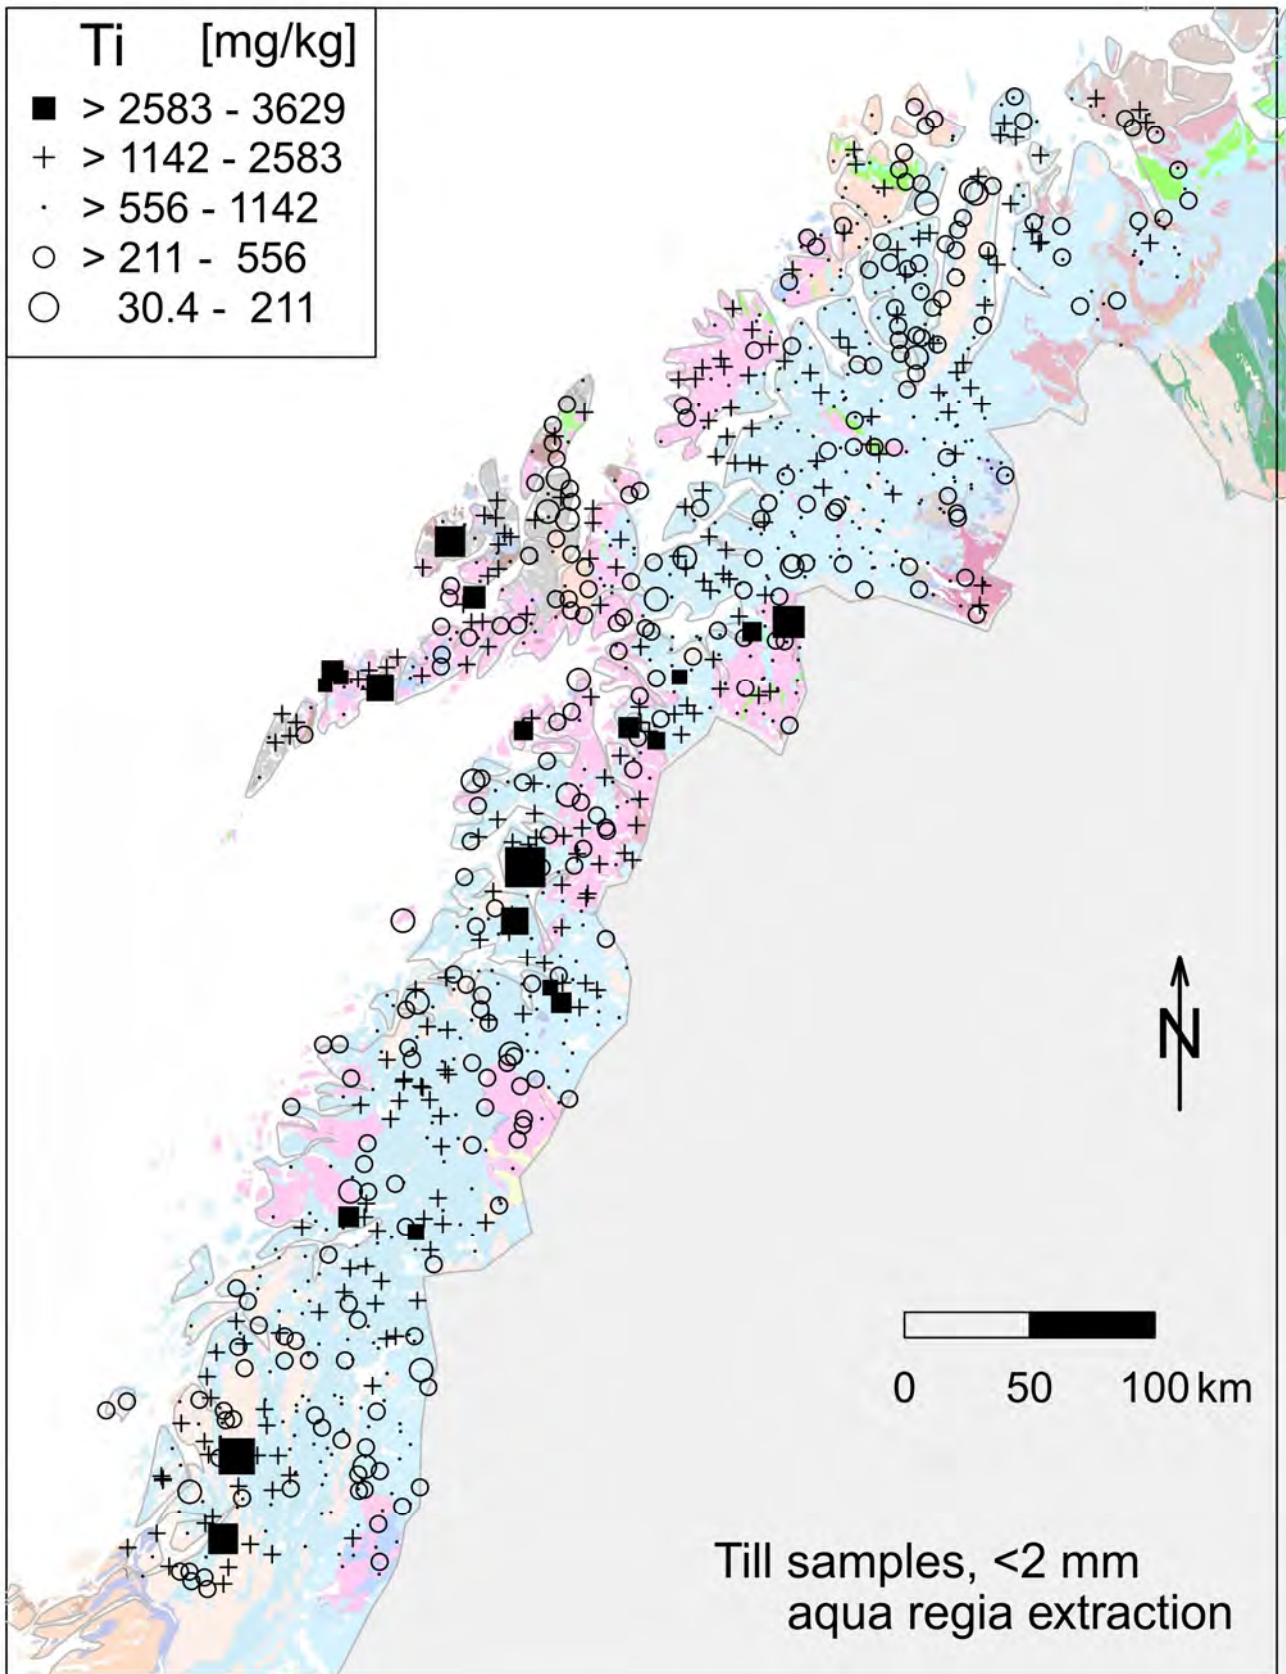 Ti [mg/kg]
> 2583 - 3629
> 1142 - 2583
> 556 - 1142
> 211 - 556
30.4 - 211
N
0 50 100 km
Till samples, <2 mm
aqua regia extraction